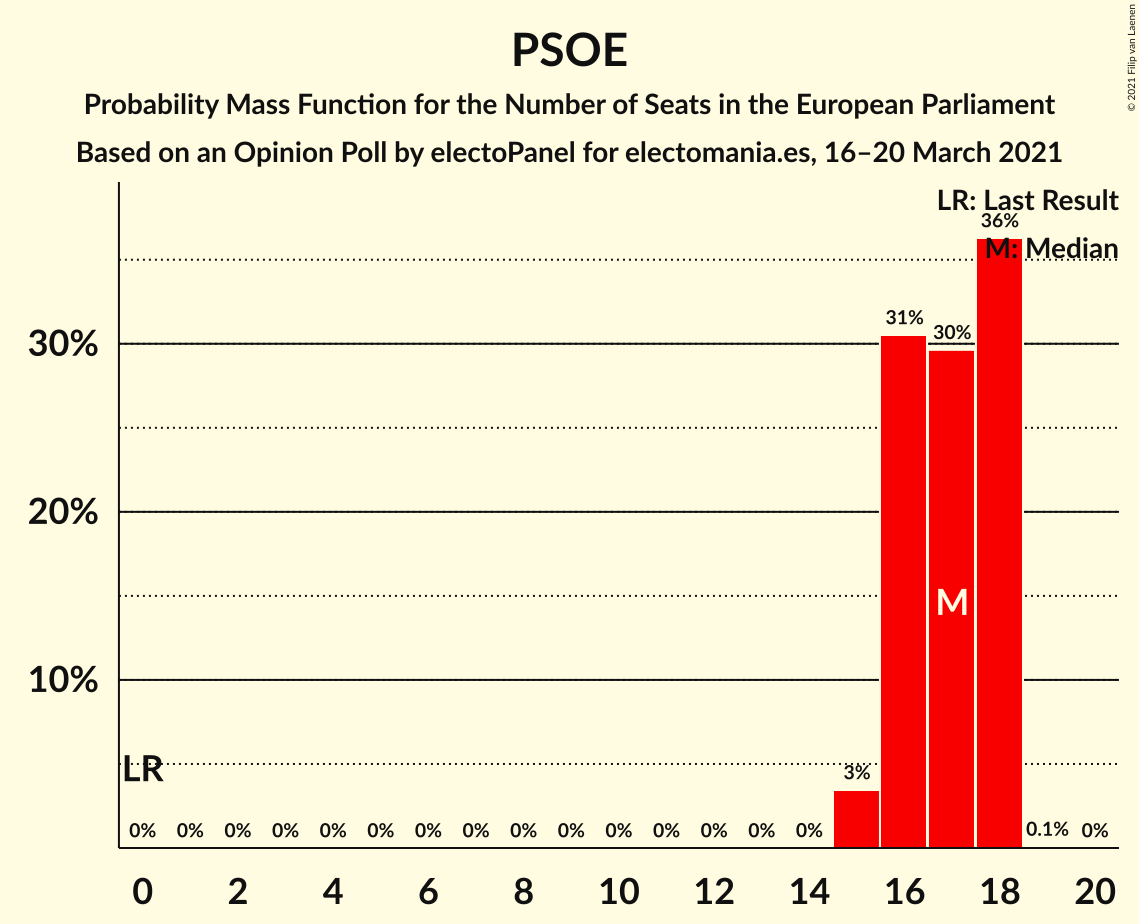 PSOE
Probability Mass Function for the Number of Seats in the European Parliament
Based on an Opinion Poll by electoPanel for electomania.es, 16–20 March 2021
© 2021 Filip van Laenen
LR: Last Result
M: Median
36%
31%
30%
30%
20%
M
10%
LR
3%
0% 0% 0% 0% 0% 0% 0% 0% 0% 0% 0% 0% 0% 0% 0% 0.1% 0%
0 2 4 6 8 10 12 14 16 18 20